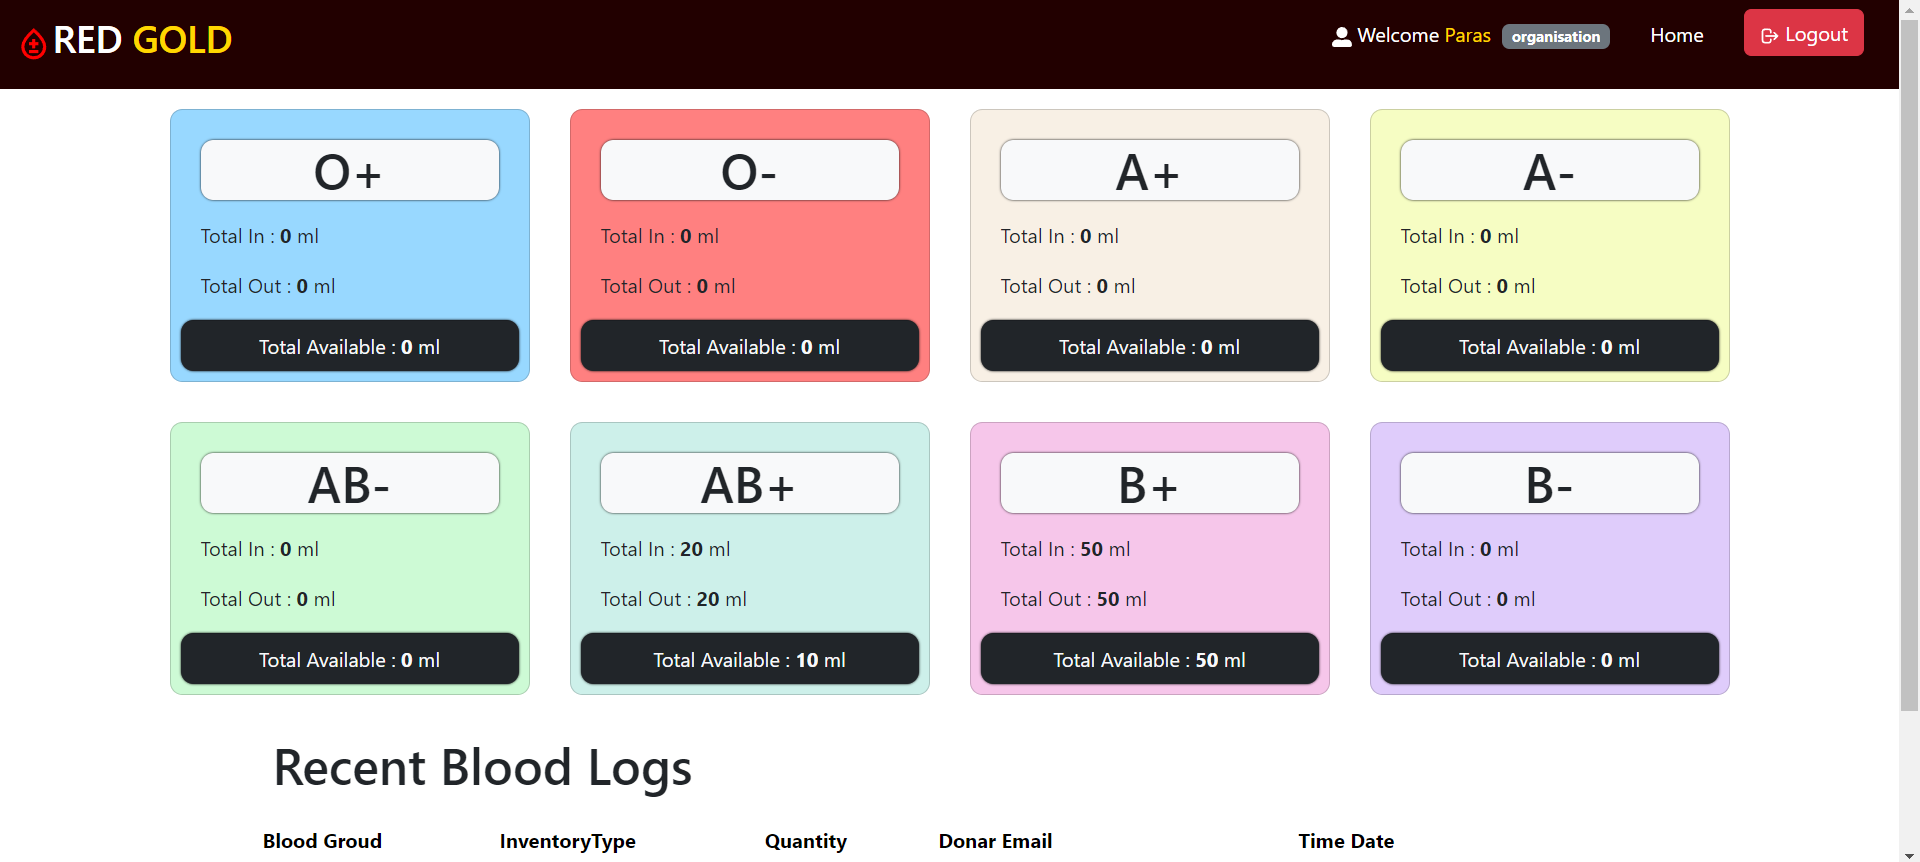 RED GOLD
Welcome Paras organisation Home Logout
O+ O- A+ A-
Total In : 0 ml Total In : 0 ml Total In : 0 ml Total In : 0 ml
Total Out : 0 ml Total Out : 0 ml Total Out : 0 ml Total Out : 0 ml
Total Available : 0 ml Total Available : 0 ml Total Available : 0 ml Total Available : 0 ml
AB- AB+ B+ B-
Total In : 0 ml Total In : 20 ml Total In : 50 ml Total In : 0 ml
Total Out : 0 ml Total Out : 20 ml Total Out : 50 ml Total Out : 0 ml
Total Available : 0 ml Total Available : 10 ml Total Available : 50 ml Total Available : 0 ml
Recent Blood Logs
Blood Groud InventoryType Quantity Donar Email Time Date